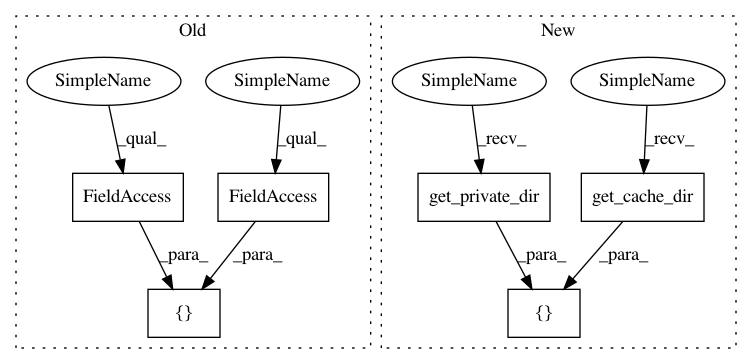 Old
New
SimpleName
SimpleName
SimpleName
SimpleName
_qual_
_qual_
_recv_
_recv_
FieldAccess
FieldAccess
get_private_dir
get_cache_dir
_para_
_para_
_para_
_para_
{}
{}